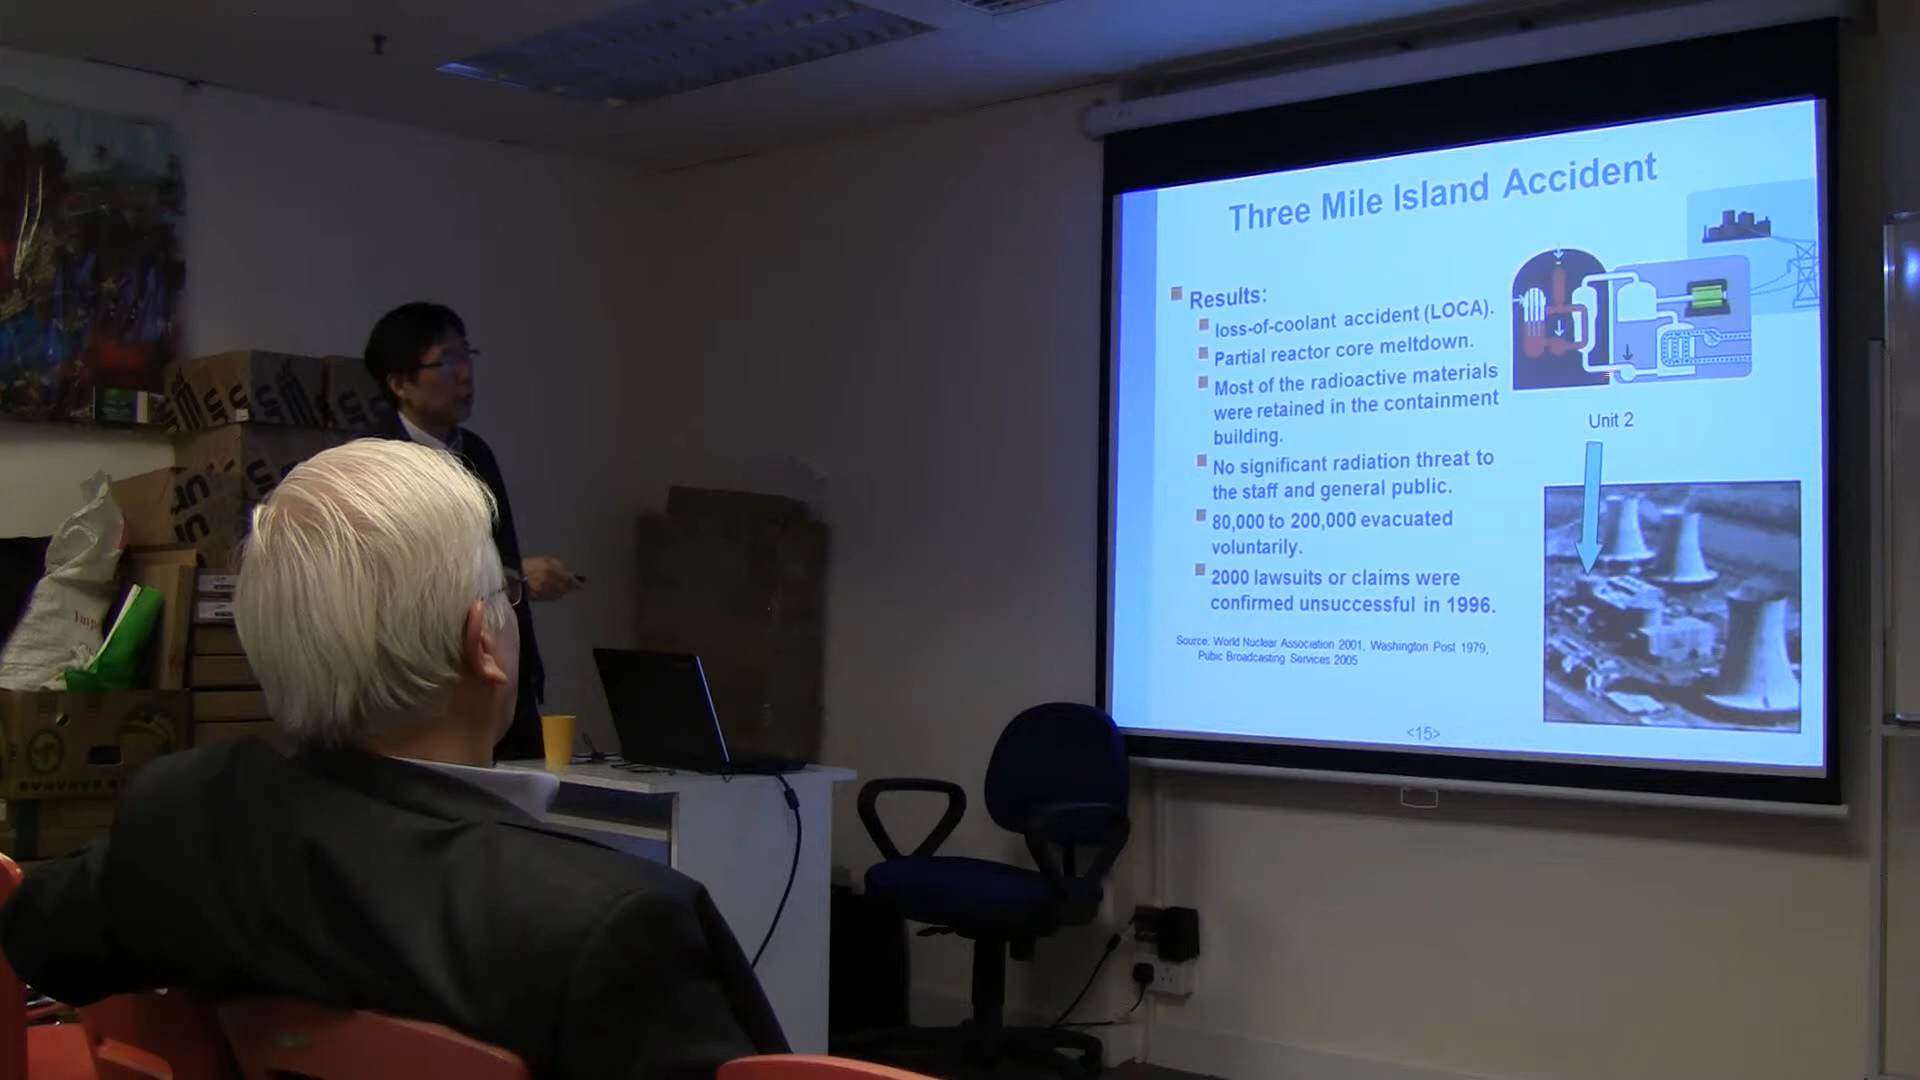 Three Mile Island Accident
Results:
loss-of-coolant accident (LOCA).
Partial reactor core meltdown.
Most of the radioactive materials
were retained in the containment
building.
No significant radiation threat to
the staff and general public.
80,000 to 200,000 evacuated
voluntarily.
2000 lawsuits or claims were
confirmed unsuccessful in 1996.
Source: World Nuclear Association 2001, Washington Post 1979,
Pubic Broadcasting Services 2005
Unit 2
<15>